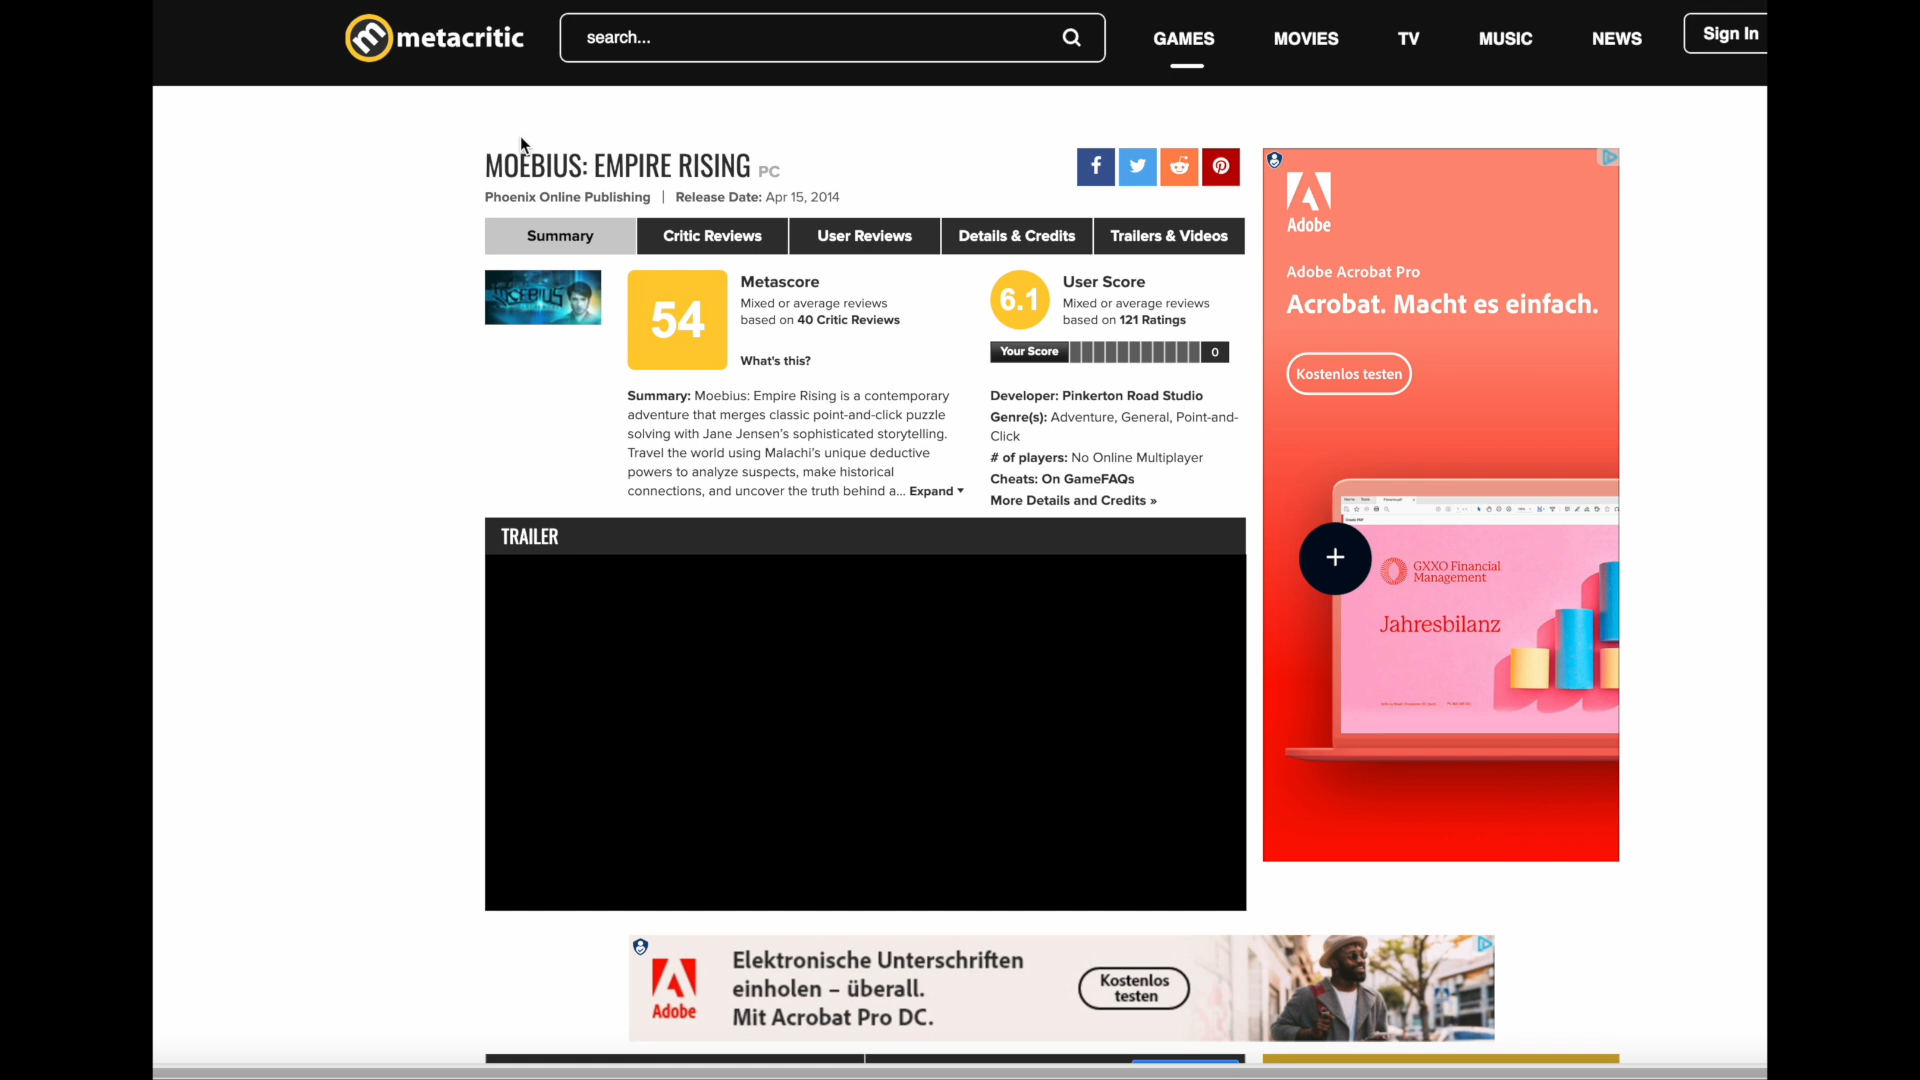 metacritic
search...
GAMES
MOVIES
TV
MUSIC
NEWS
Sign In
MOEBIUS: EMPIRE RISING PC
Phoenix Online Publishing | Release Date: Apr 15, 2014
Summary
Critic Reviews
User Reviews
Details & Credits
Trailers & Videos
MOEBIUS
54
Metascore
Mixed or average reviews
based on 40 Critic Reviews
What's this?
6.1
User Score
Mixed or average reviews
based on 121 Ratings
Your Score
0
Summary: Moebius: Empire Rising is a contemporary
adventure that merges classic point-and-click puzzle
solving with Jane Jensen’s sophisticated storytelling.
Travel the world using Malachi’s unique deductive
powers to analyze suspects, make historical
connections, and uncover the truth behind a... Expand
Developer: Pinkerton Road Studio
Genre(s): Adventure, General, Point-and-
Click
# of players: No Online Multiplayer
Cheats: On GameFAQs
More Details and Credits »
TRAILER
Adobe
Adobe Acrobat Pro
Acrobat. Macht es einfach.
Kostenlos testen
GXXO Financial
Management
Jahresbilanz
Adobe
Elektronische Unterschriften
einholen – überall.
Mit Acrobat Pro DC.
Kostenlos
testen